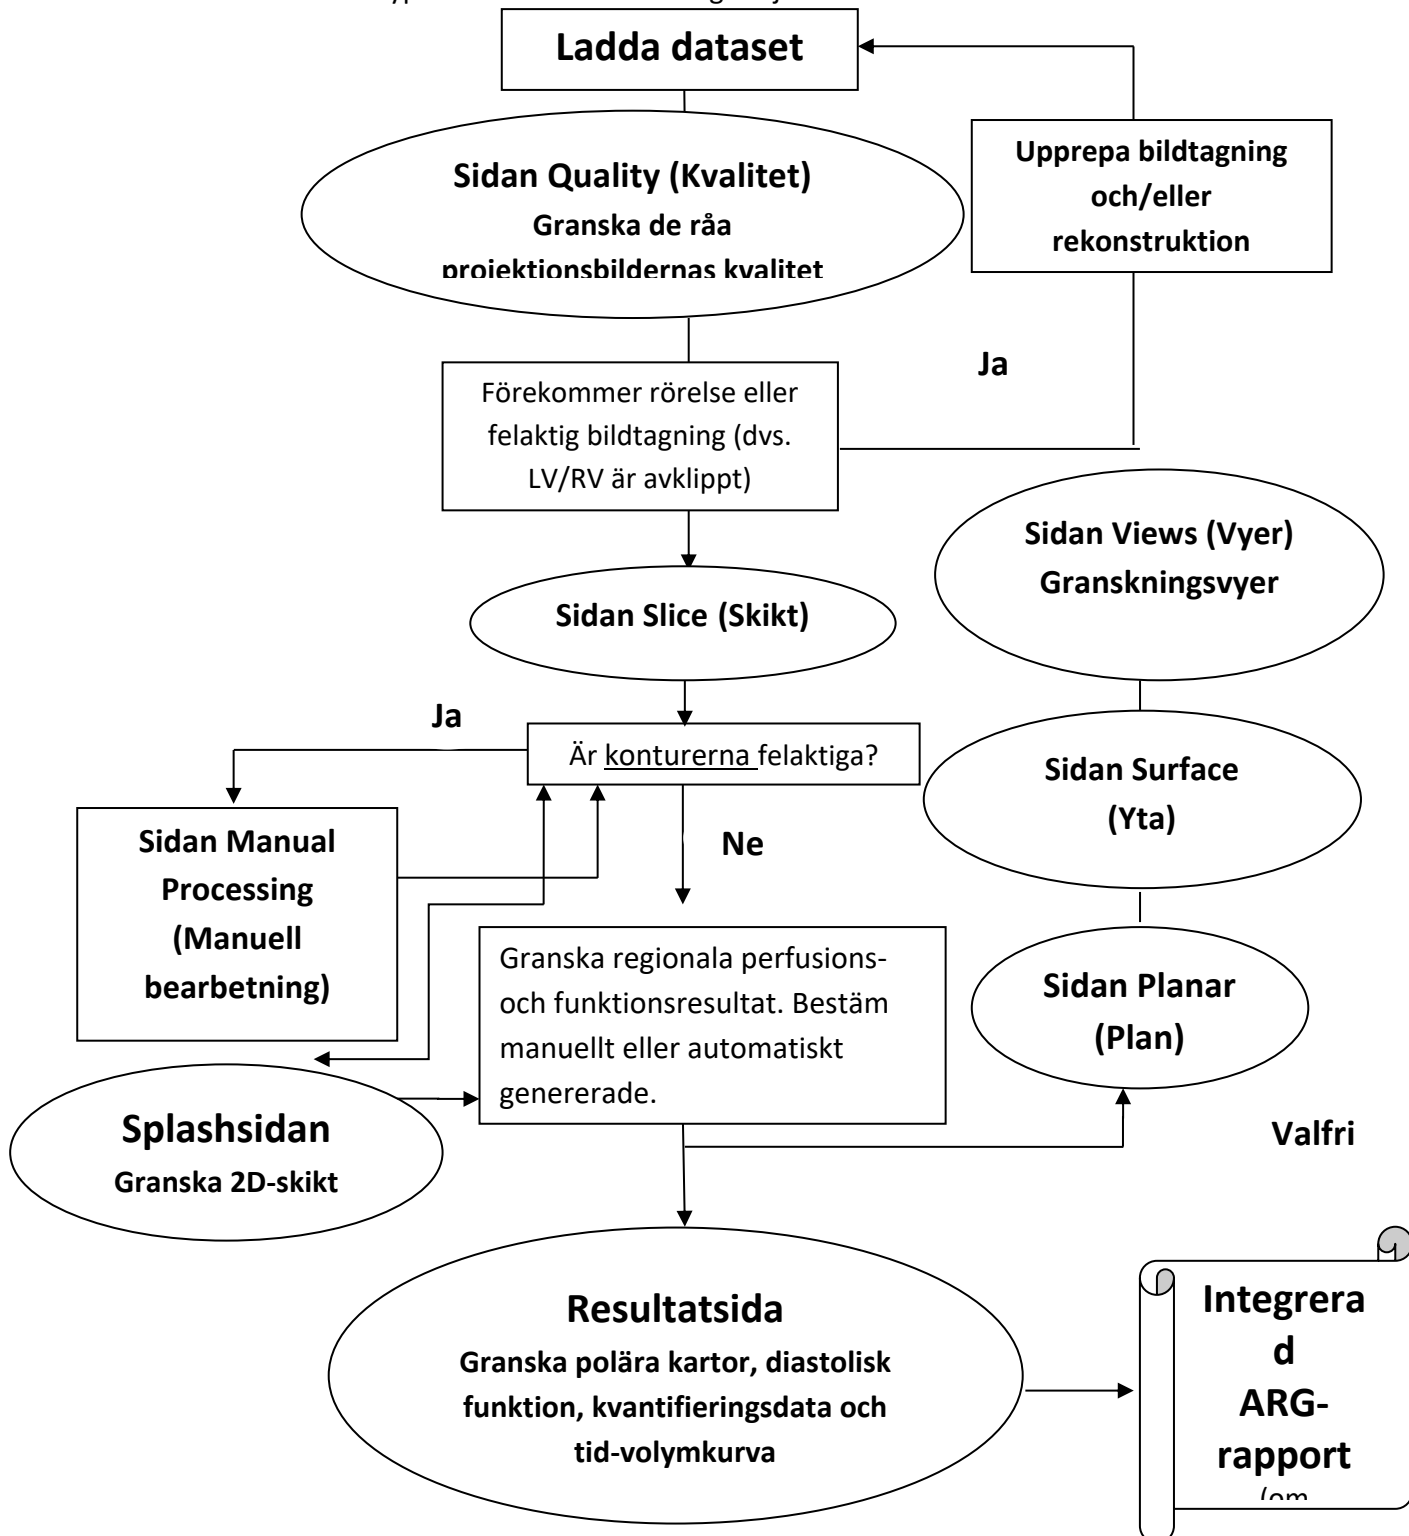 Ladda dataset
Sidan Quality (Kvalitet)
Granska de råa
projektionsbildernas kvalitet
Upprepa bildtagning
och/eller
rekonstruktion
Ja
Förekommer rörelse eller
felaktig bildtagning (dvs.
LV/RV är avklippt)
Sidan Views (Vyer)
Granskningsvyer
Sidan Slice (Skikt)
Ja
Är konturerna felaktiga?
Sidan Surface
(Yta)
Sidan Manual
Processing
(Manuell
bearbetning)
Ne
Granska regionala perfusions-
och funktionsresultat. Bestäm
manuellt eller automatiskt
genererade.
Sidan Planar
(Plan)
Splashsidan
Granska 2D-skikt
Valfri
Resultatsida
Granska polära kartor, diastolisk
funktion, kvantifieringsdata och
tid-volymkurva
Integrera
d
ARG-
rapport
(om